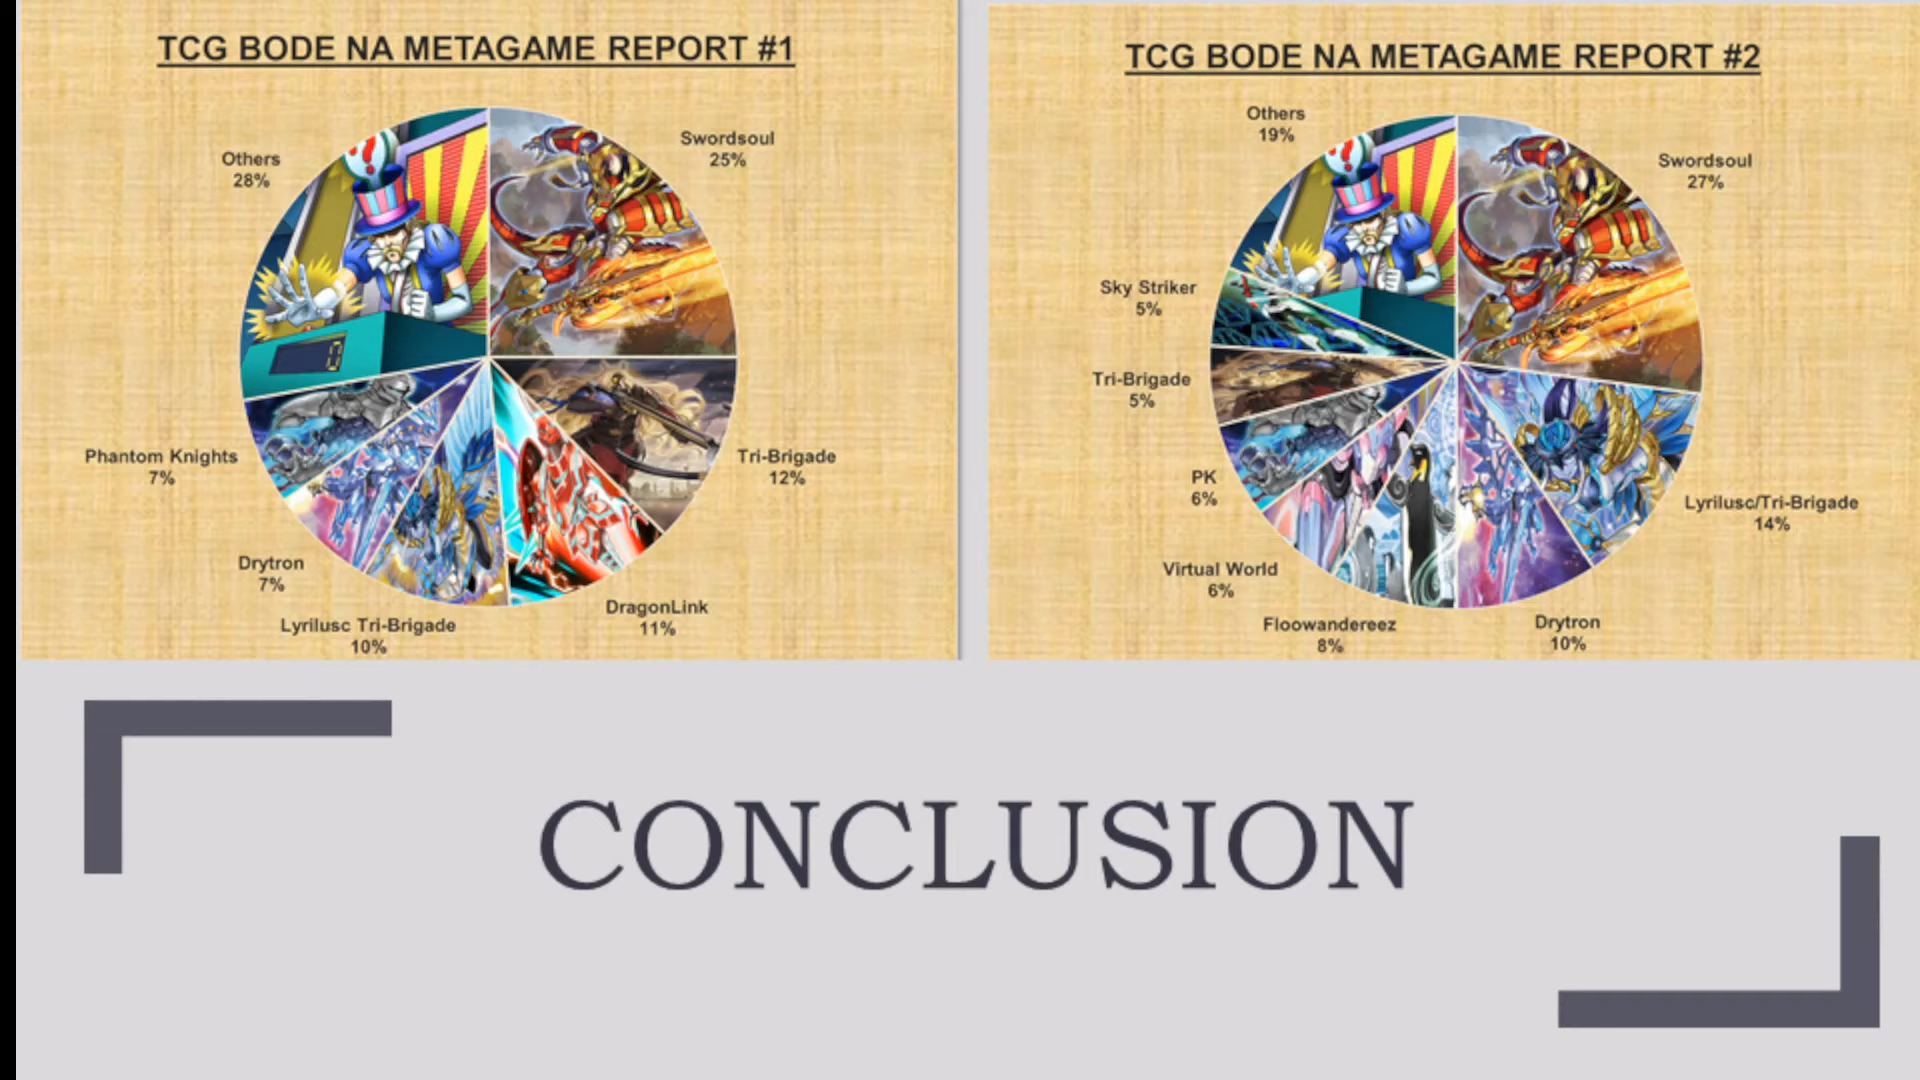 TCG BODE NA METAGAME REPORT #1
Others
28%
Swordsoul
25%
Phantom Knights
7%
Tri-Brigade
12%
Drytron
7%
DragonLink
11%
Lyrilusc Tri-Brigade
10%
TCG BODE NA METAGAME REPORT #2
Others
19%
Swordsoul
27%
Sky Striker
5%
Tri-Brigade
5%
PK
6%
Lyrilusc/Tri-Brigade
14%
Virtual World
6%
Floowandereez
8%
Drytron
10%
CONCLUSION